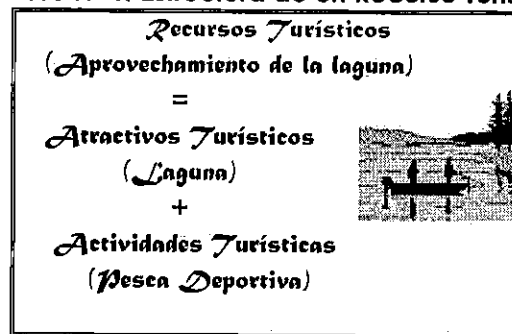 Recursos Turísticos
(Aprovechamiento de la laguna)
=
Atractivos Turísticos
(Laguna)
+
Actividades Turísticas
(Pesca Deportiva)